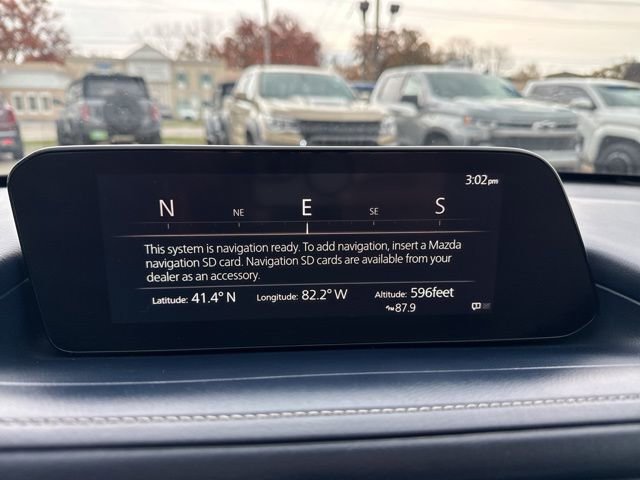 3:02pm
N NE E SE S
This system is navigation ready. To add navigation, insert a Mazda
navigation SD card. Navigation SD cards are available from your
dealer as an accessory.
Latitude: 41.4° N Longitude: 82.2° W Altitude: 596feet
FM 87.9